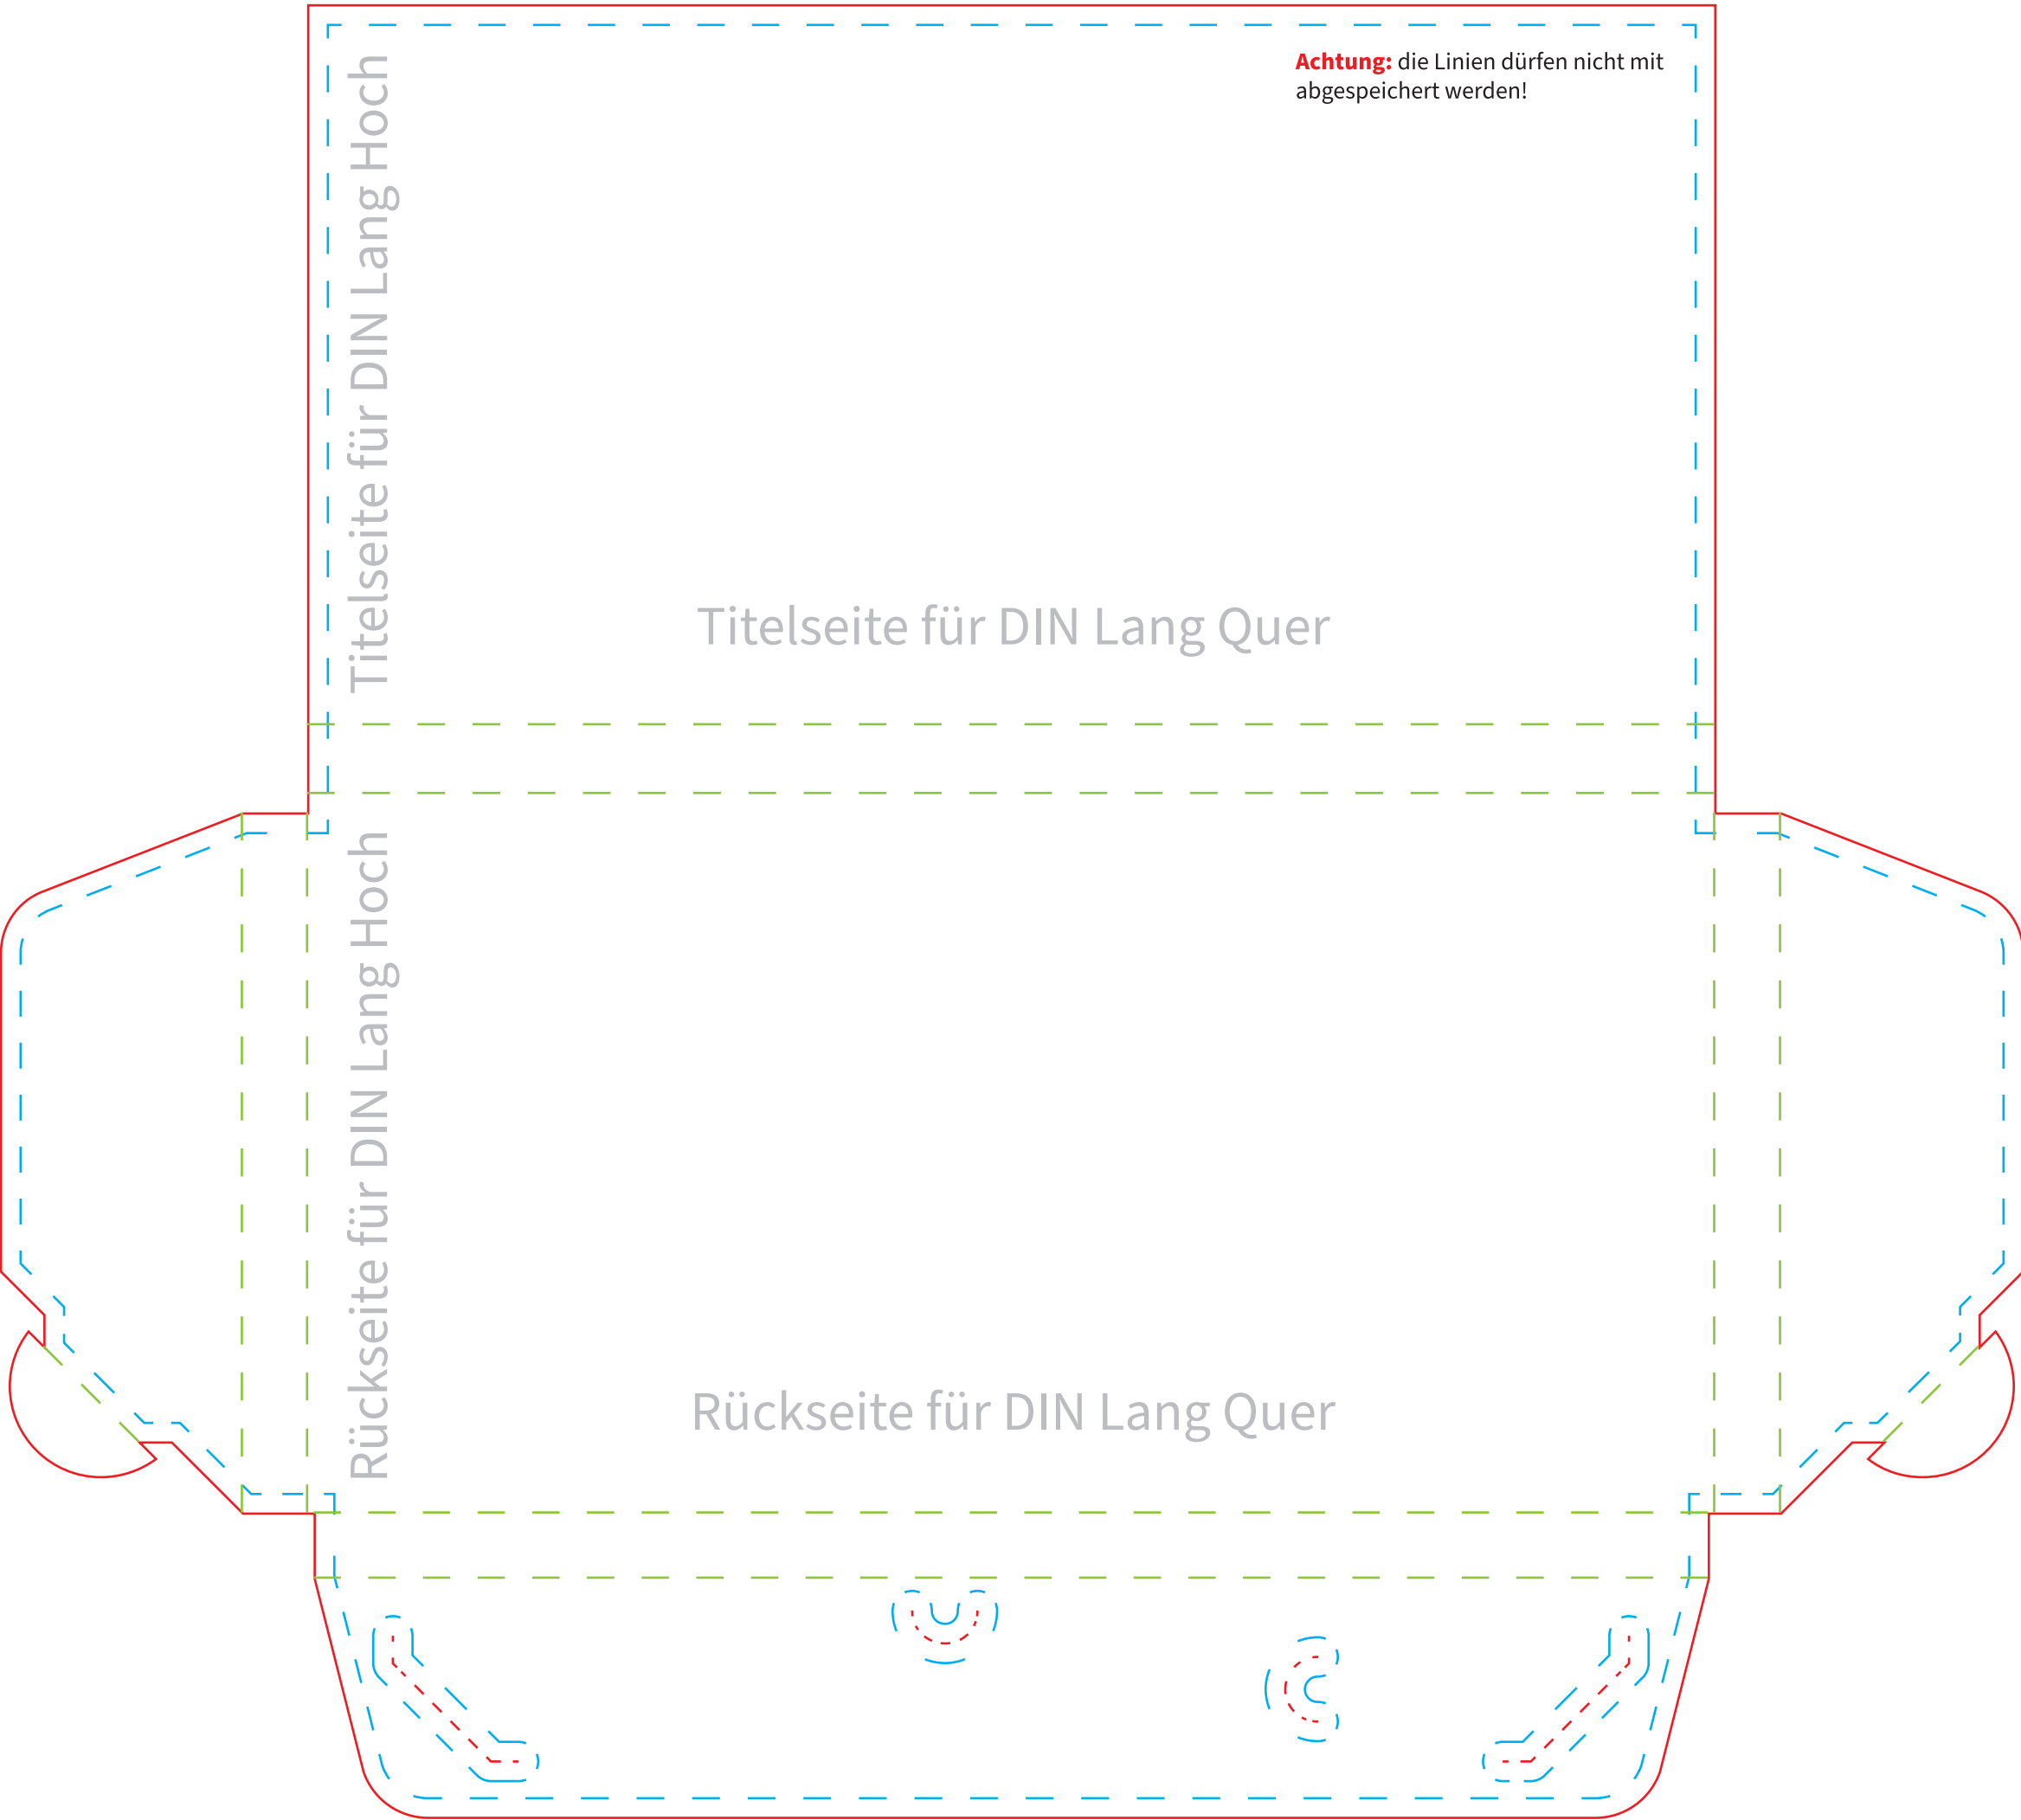 Achtung: die Linien dürfen nicht mit
abgespeichert werden!
Titelseite für DIN Lang Hoch
Titelseite für DIN Lang Quer
Rückseite für DIN Lang Hoch
Rückseite für DIN Lang Quer